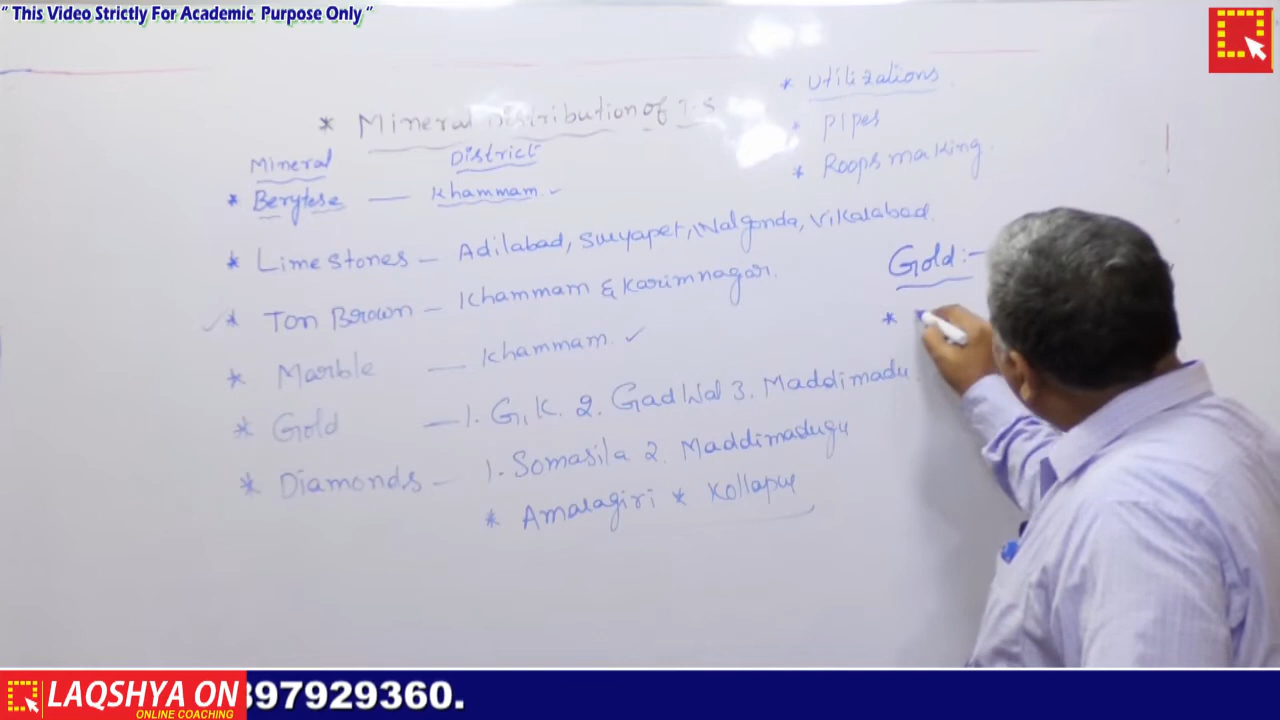 " This Video Strictly For Academic Purpose Only "
* Mineral Distribution of T.S
Mineral District
* Berytese — Khammam ✓
* Lime Stones – Adilabad, Suryapet, Nalgonda, Vikarabad
✓ * Ton Brown – Khammam & Karimnagar.
* Marble — Khammam. ✓
* Gold — 1. G.K. 2. GadWal 3. Maddimadu
* Diamonds – 1. Somasila 2. Maddimadugu
* Amaragiri * Kollapur
* Utilizations
* PIPes
* Roops making
Gold:-
*
LAQSHYA ON
ONLINE COACHING
397929360.